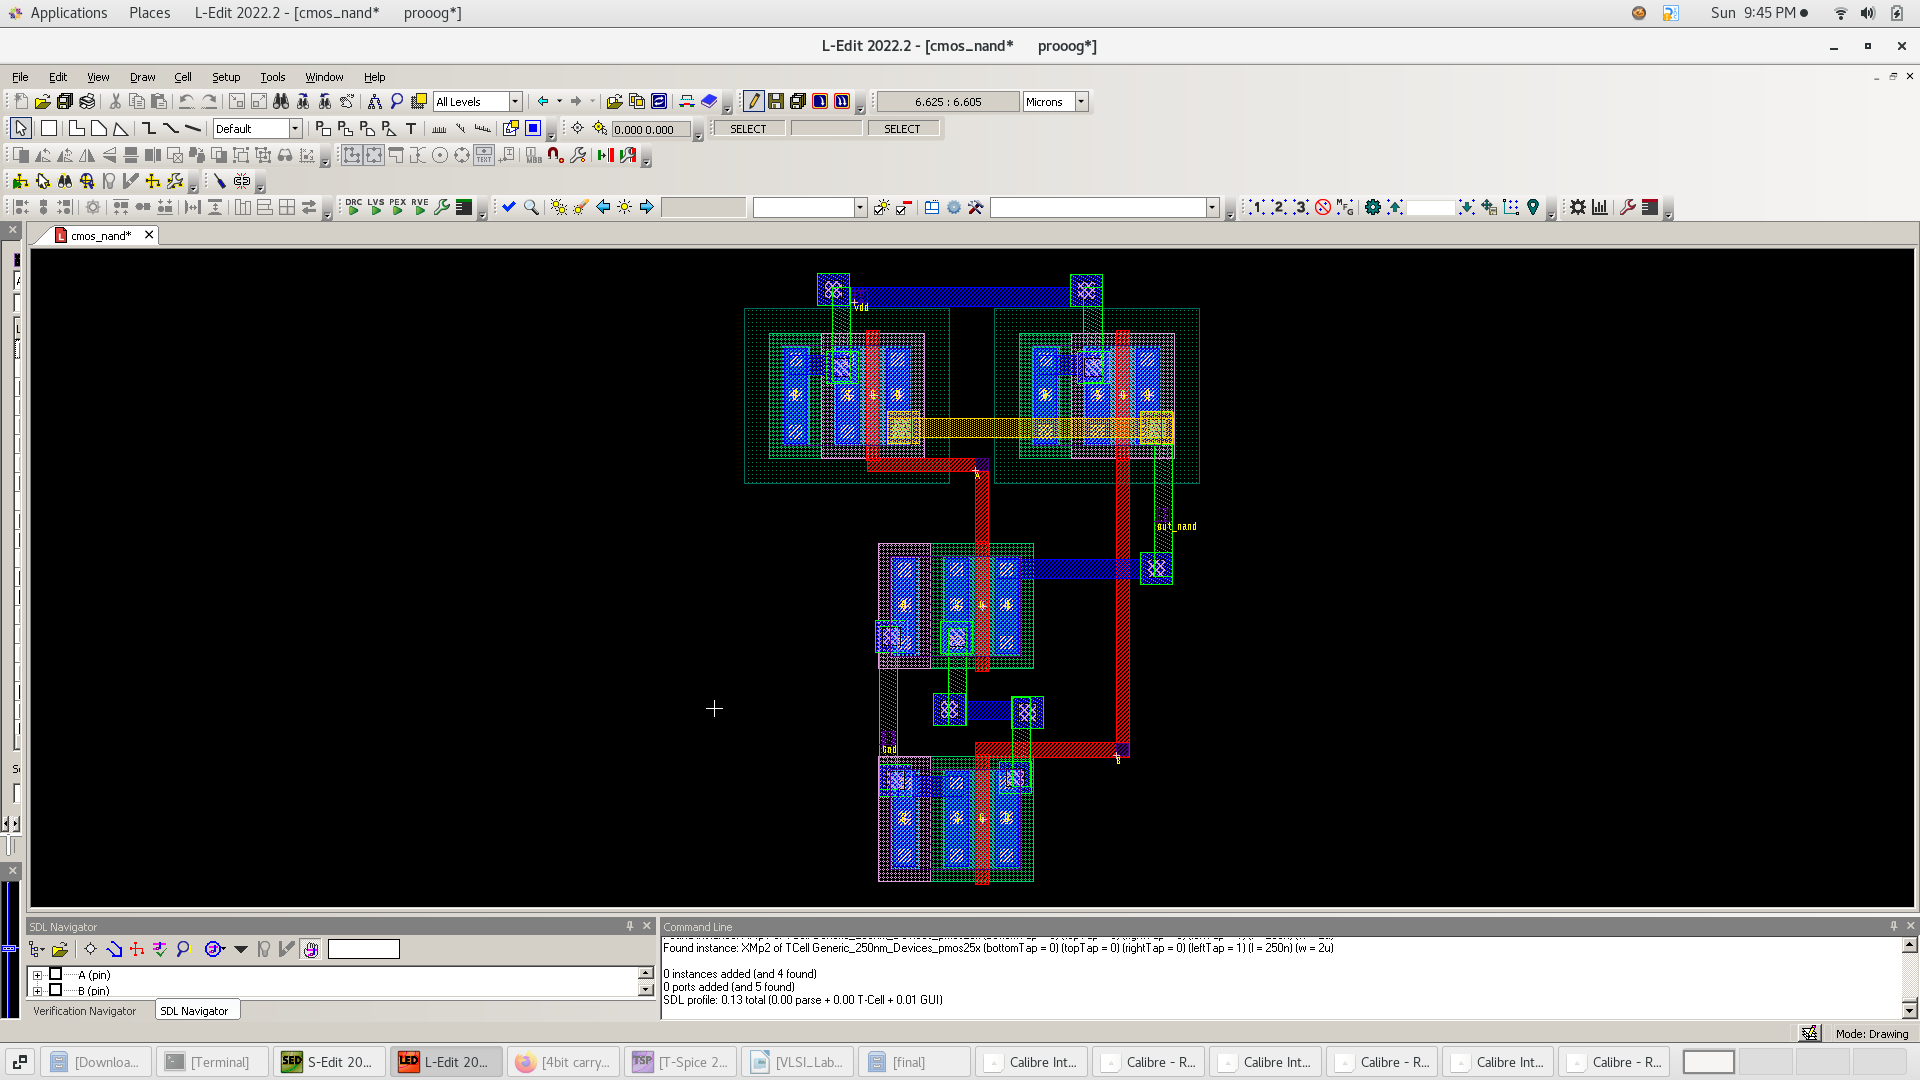 Applications Places L-Edit 2022.2 - [cmos_nand* prooog*] Sun 9:45 PM
L-Edit 2022.2 - [cmos_nand* prooog*]
File Edit View Draw Cell Setup Tools Window Help
All Levels 6.625 : 6.605 Microns
Default 0.000 0.000 SELECT SELECT
DRC LVS PEX RVE
cmos_nand*
Vdd
A
out_nand
Gnd
B
SDL Navigator
Command Line
Found instance: XMp2 of TCell Generic_250nm_Devices_pmos25x (bottomTap = 0) (topTap = 0) (rightTap = 0) (leftTap = 1) (l = 250n) (w = 2u)
A (pin)
B (pin)
0 instances added (and 4 found)
0 ports added (and 5 found)
SDL profile: 0.13 total (0.00 parse + 0.00 T-Cell + 0.01 GUI)
Verification Navigator SDL Navigator
Mode: Drawing
[Downloa... [Terminal] S-Edit 20... L-Edit 20... [4bit carry... [T-Spice 2... [VLSI_Lab... [final] Calibre Int... Calibre - R... Calibre Int... Calibre - R... Calibre Int... Calibre - R...